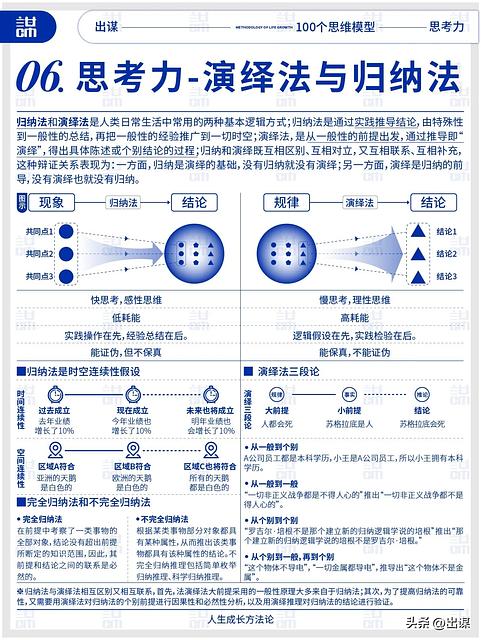 出谋
METHODOLOGY OF LIFE GROWTH
100个思维模型
思考力
06. 思考力-演绎法与归纳法
归纳法和演绎法是人类日常生活中常用的两种基本逻辑方式；归纳法是通过实践推导结论，由特殊性
到一般性的总结，再把一般性的经验推广到一切时空；演绎法，是从一般性的前提出发，通过推导即“
演绎”，得出具体陈述或个别结论的过程；归纳和演绎既互相区别、互相对立，又互相联系、相互补充，
这种辩证关系表现为：一方面，归纳是演绎的基础，没有归纳就没有演绎；另一方面，演绎是归纳的前
导，没有演绎也就没有归纳。
图示
现象
归纳法
结论
规律
演绎法
结论
共同点1
共同点2
共同点3
结论1
结论2
结论3
快思考，感性思维
慢思考，理性思维
低耗能
高耗能
实践操作在先，经验总结在后。
逻辑假设在先，实践检验在后。
能证伪，但不保真
能保真，不能证伪
归纳法是时空连续性假设
时间连续性
过去成立
去年业绩
增长了10%
现在成立
今年业绩也
增长了10%
未来也将成立
明年业绩也
会增长了10%
空间连续性
区域A符合
亚洲的天鹅
是白色的
区域B符合
欧洲的天鹅
是白色的
区域C也将符合
所有的天鹅
都是白色的
完全归纳法和不完全归纳法
• 完全归纳法
在前提中考察了一类事物的
全部对象，结论没有超出前提
所断定的知识范围，因此，其
前提和结论之间的联系是必
然的。
• 不完全归纳法
根据某类事物部分对象都具
有某种属性，从而推出该类事
物都具有该种属性的结论。不
完全归纳推理包括简单枚举
归纳推理、科学归纳推理。
演绎法三段论
演绎三段论
规律
事实
推论
大前提
小前提
结论
人都会死
苏格拉底是人
苏格拉底会死
• 从一般到个别
A公司员工都是本科学历，小王是A公司员工，所以小王拥有本科
学历。
• 从一般到一般
“一切非正义战争都是不得人心的”推出“一切非正义战争都不是
得人心的”。
• 从个别到个别
“罗吉尔·培根不是那个建立新的归纳逻辑学说的培根”推出“那
个建立新的归纳逻辑学说的培根不是罗吉尔·培根。”
• 从个别到一般，再到个别
“这个物体不导电”，“一切金属都导电”，推导出“这个物体不是金
属”。
※归纳法与演绎法相互区别又相互联系，首先，法演绎法大前提采用的一般性原理大多来自于归纳法；其次，为了提高归纳法的可靠
性，又需要用演绎法对归纳法的个别前提进行因果性和必然性分析，以及用演绎推理对归纳法的结论进行验证。
人生成长方法论
头条 @出谋